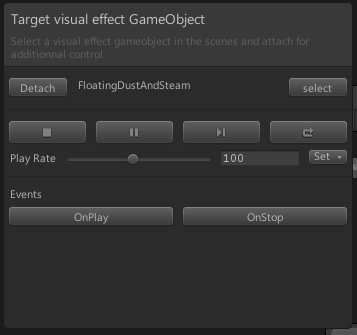 Target visual effect GameObject
Select a visual effect gameobject in the scenes and attach for
additionnal control.
Detach FloatingDustAndSteam select
Play Rate 100 Set
Events
OnPlay OnStop